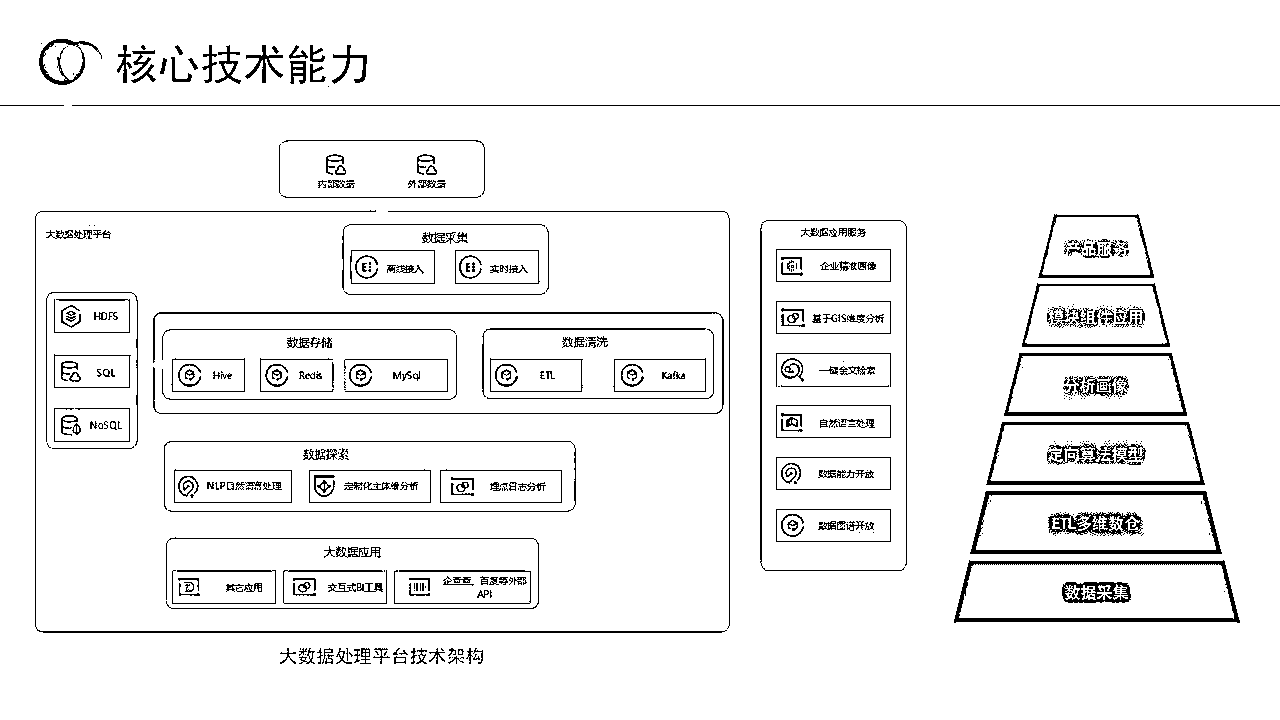 核心技术能力
内部数据
外部数据
大数据处理平台
数据采集
离线接入
实时接入
HDFS
SQL
NoSQL
数据存储
Hive
Redis
MySql
数据清洗
ETL
Kafka
数据探索
NLP自然语言处理
定制化主体维分析
埋点日志分析
大数据应用
其它应用
交互式BI工具
企查查、百度等外部
API
大数据处理平台技术架构
大数据应用服务
企业精准画像
基于GIS维度分析
一键全文检索
自然语言处理
数据能力开放
数据图谱开放
产品服务
模块组件应用
分析画像
定向算法模型
ETL多维数仓
数据采集